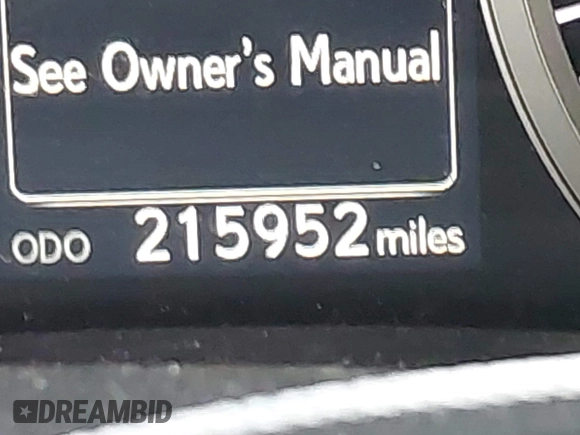 See Owner's Manual
ODO 215952 miles
DREAMBID